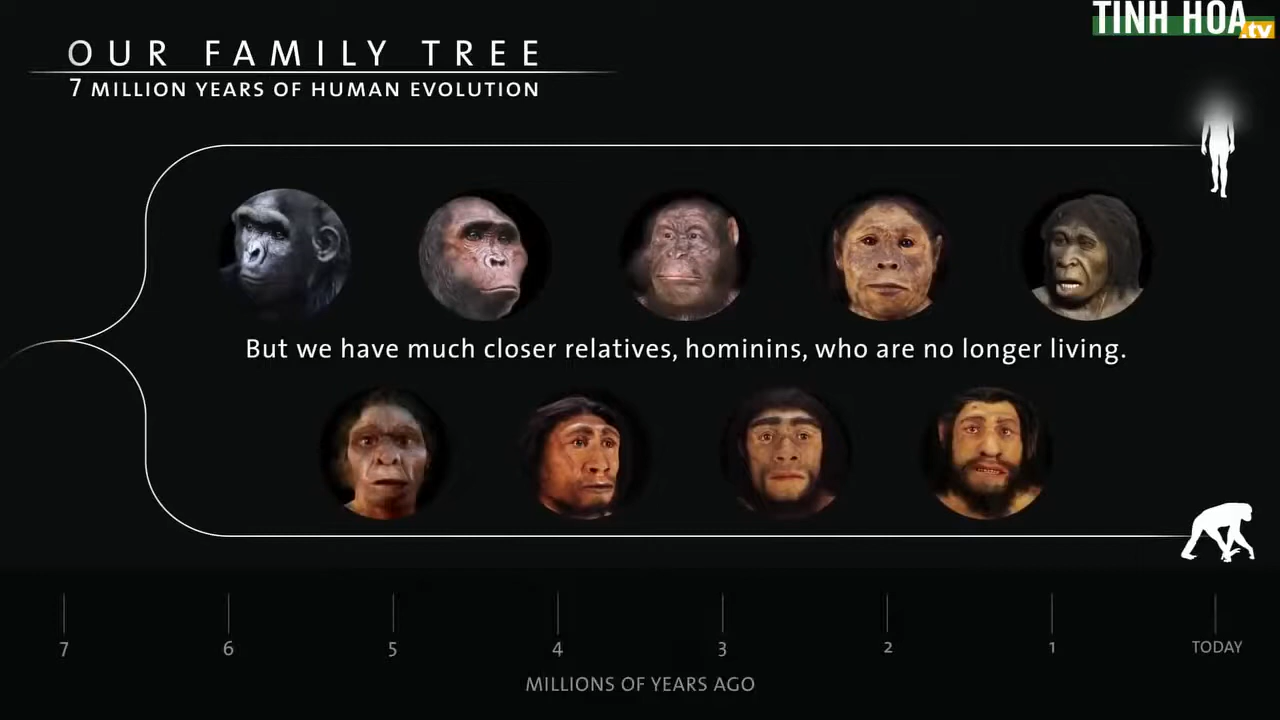 TINH HOA
.tv
OUR FAMILY TREE
7 MILLION YEARS OF HUMAN EVOLUTION
But we have much closer relatives, hominins, who are no longer living.
7 6 5 4 3 2 1 TODAY
MILLIONS OF YEARS AGO